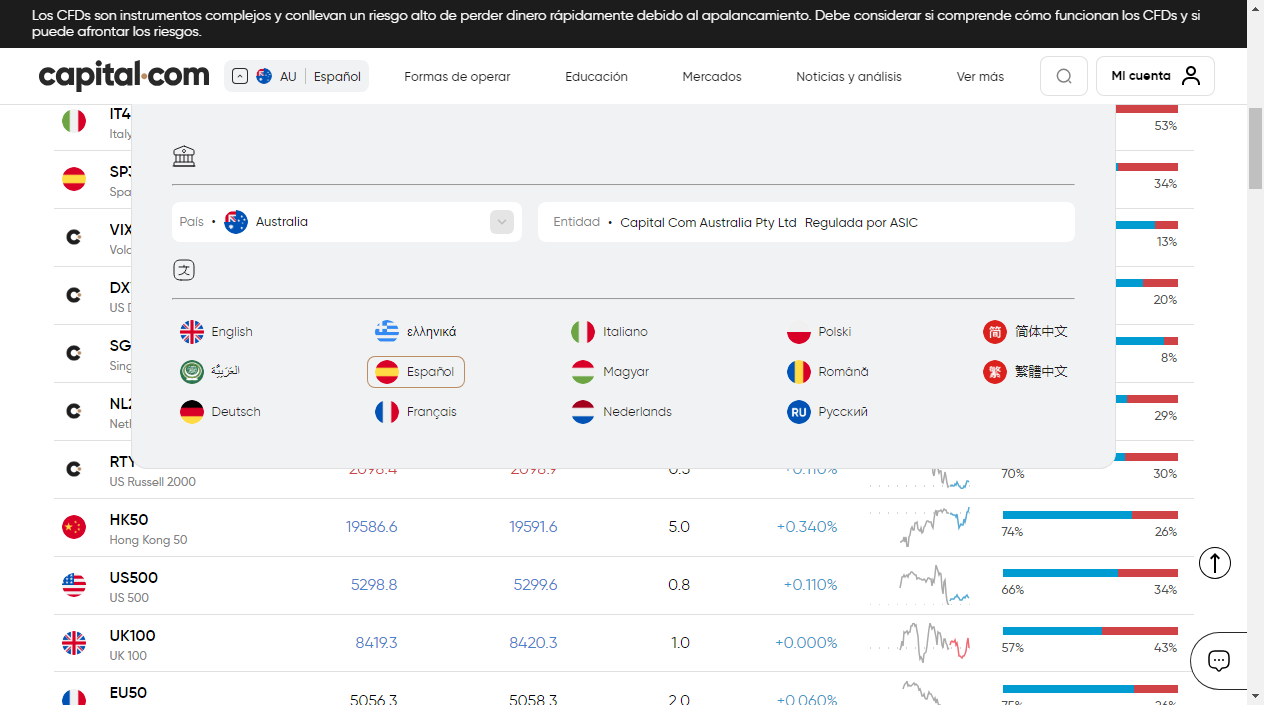 Los CFDs son instrumentos complejos y conllevan un riesgo alto de perder dinero rápidamente debido al apalancamiento. Debe considerar si comprende cómo funcionan los CFDs y si
puede afrontar los riesgos.
capital.com
AU Español
Formas de operar
Educación
Mercados
Noticias y análisis
Ver más
Mi cuenta
IT4
Italy
53%
SP3
Spa
34%
País • Australia
Entidad • Capital Com Australia Pty Ltd Regulada por ASIC
VIX
Vola
13%
DX
US D
20%
English
ελληνικά
Italiano
Polski
简 简体中文
SG
Sing
8%
العَرَبِيَّة
Español
Magyar
Română
繁 繁體中文
Deutsch
Français
Nederlands
RU Русский
NL2
Neth
29%
RTY
US Russell 2000
2098.4
2098.9
0.5
+0.110%
70%
30%
HK50
Hong Kong 50
19586.6
19591.6
5.0
+0.340%
74%
26%
US500
US 500
5298.8
5299.6
0.8
+0.110%
66%
34%
UK100
UK 100
8419.3
8420.3
1.0
+0.000%
57%
43%
EU50
5056.3
5058.3
2.0
+0.060%
75%
26%